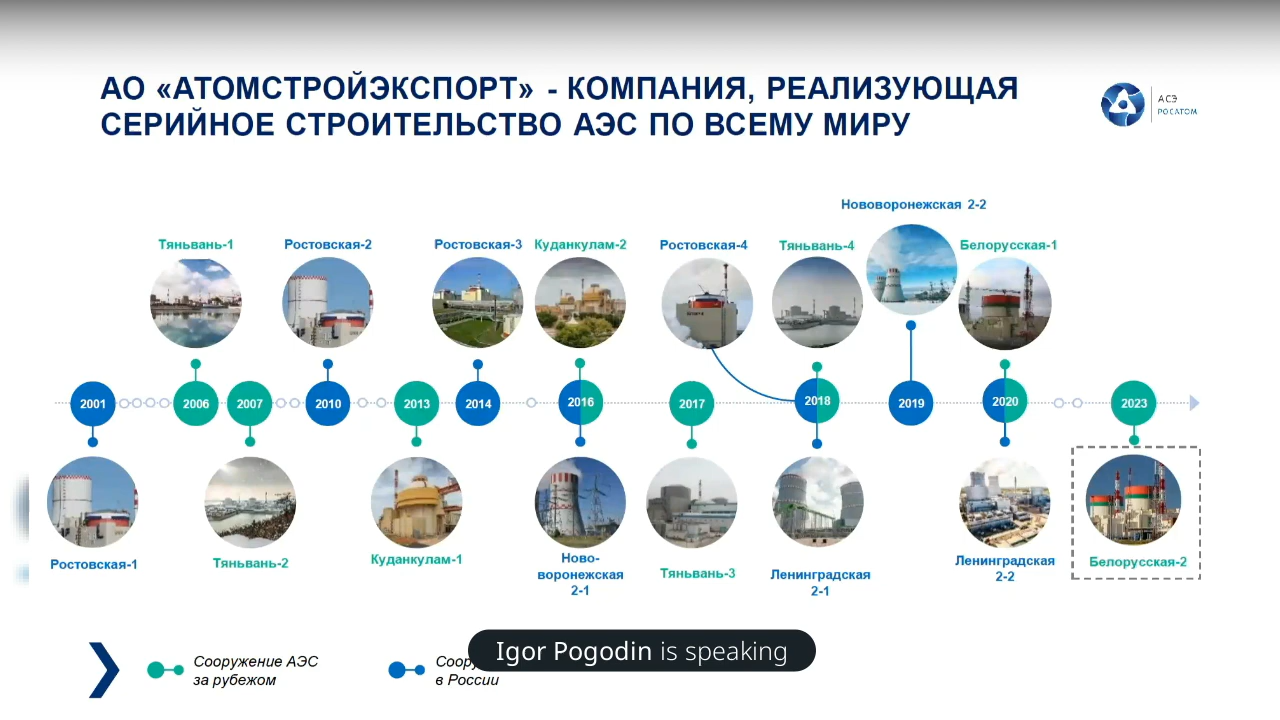 АО «АТОМСТРОЙЭКСПОРТ» - КОМПАНИЯ, РЕАЛИЗУЮЩАЯ
СЕРИЙНОЕ СТРОИТЕЛЬСТВО АЭС ПО ВСЕМУ МИРУ
АСЭ
РОСАТОМ
Нововоронежская 2-2
Тяньвань-1
Ростовская-2
Ростовская-3
Куданкулам-2
Ростовская-4
Тяньвань-4
Белорусская-1
2001
2006
2007
2010
2013
2014
2016
2017
2018
2019
2020
2023
Ростовская-1
Тяньвань-2
Куданкулам-1
Ново-
воронежская
2-1
Тяньвань-3
Ленинградская
2-1
Ленинградская
2-2
Белорусская-2
Сооружение АЭС
за рубежом
в России
Igor Pogodin is speaking